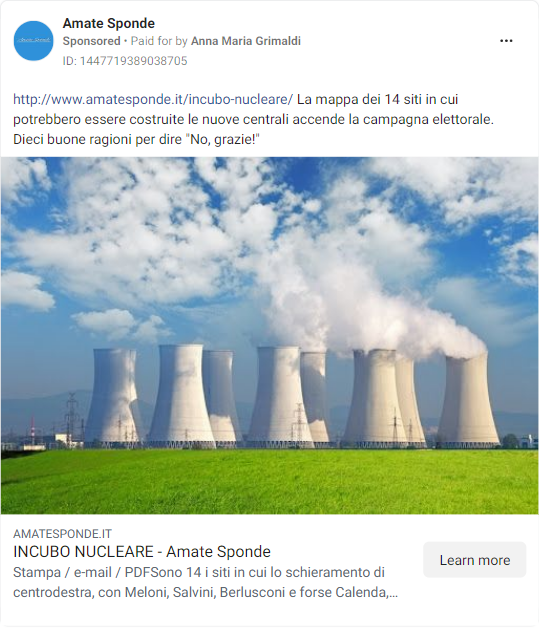 Amate Sponde
Sponsored • Paid for by Anna Maria Grimaldi
ID: 1447719389038705
http://www.amatesponde.it/incubo-nucleare/ La mappa dei 14 siti in cui
potrebbero essere costruite le nuove centrali accende la campagna elettorale.
Dieci buone ragioni per dire "No, grazie!"
AMATESPONDE.IT
INCUBO NUCLEARE - Amate Sponde
Stampa / e-mail / PDFSono 14 i siti in cui lo schieramento di
centrodestra, con Meloni, Salvini, Berlusconi e forse Calenda,...
Learn more